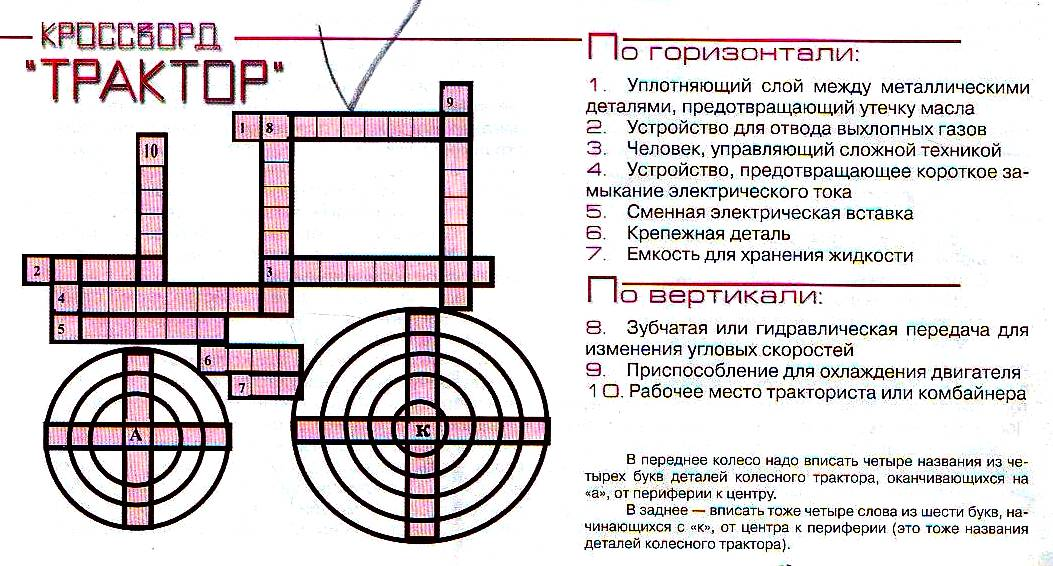 КРОССВОРД
"ТРАКТОР"
9
1 8
10
2
3
4
5
6
7
А
К
По горизонтали:
1. Уплотняющий слой между металлическими
деталями, предотвращающий утечку масла
2. Устройство для отвода выхлопных газов
3. Человек, управляющий сложной техникой
4. Устройство, предотвращающее короткое за-
мыкание электрического тока
5. Сменная электрическая вставка
6. Крепежная деталь
7. Емкость для хранения жидкости
По вертикали:
8. Зубчатая или гидравлическая передача для
изменения угловых скоростей
9. Приспособление для охлаждения двигателя
10. Рабочее место тракториста или комбайнера
В переднее колесо надо вписать четыре названия из че-
тырех букв деталей колесного трактора, оканчивающихся на
«а», от периферии к центру.
В заднее — вписать тоже четыре слова из шести букв, на-
чинающихся с «к», от центра к периферии (это тоже названия
деталей колесного трактора).